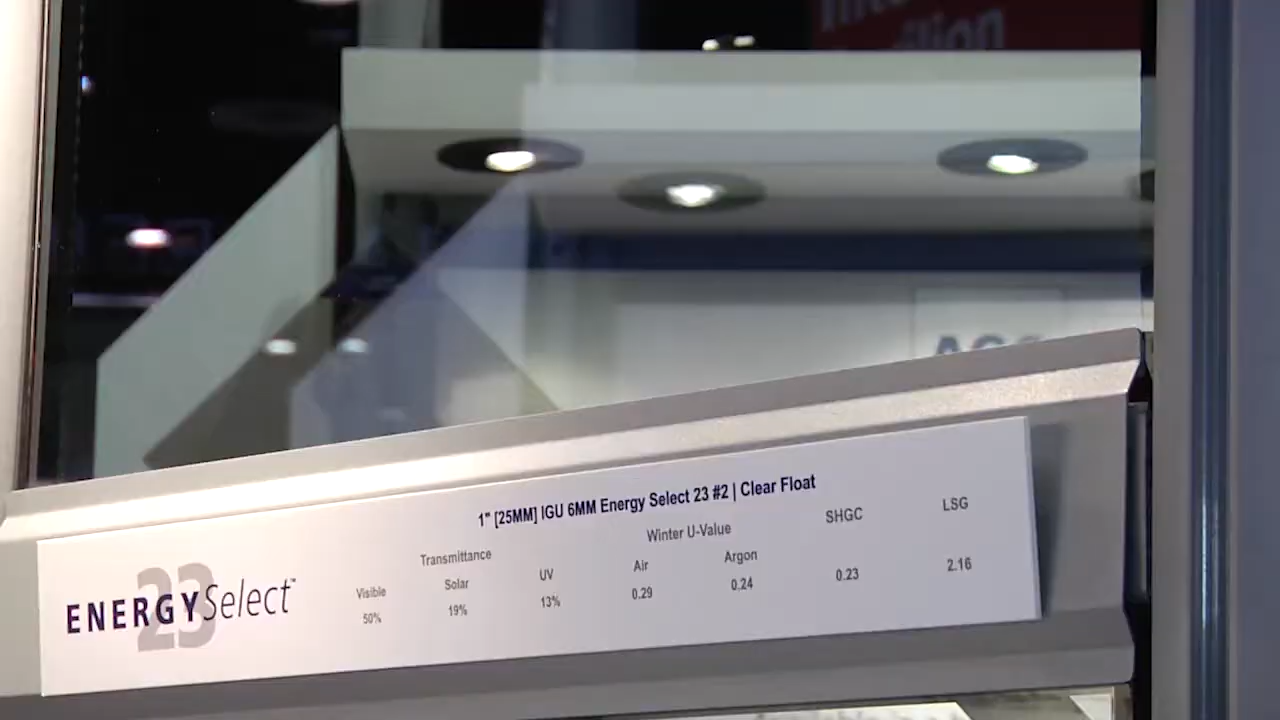 1" [25MM] IGU 6MM Energy Select 23 #2 | Clear Float
23
ENERGYSelect™
Transmittance
Winter U-Value
SHGC
LSG
Visible
Solar
UV
Air
Argon
50%
19%
13%
0.29
0.24
0.23
2.16